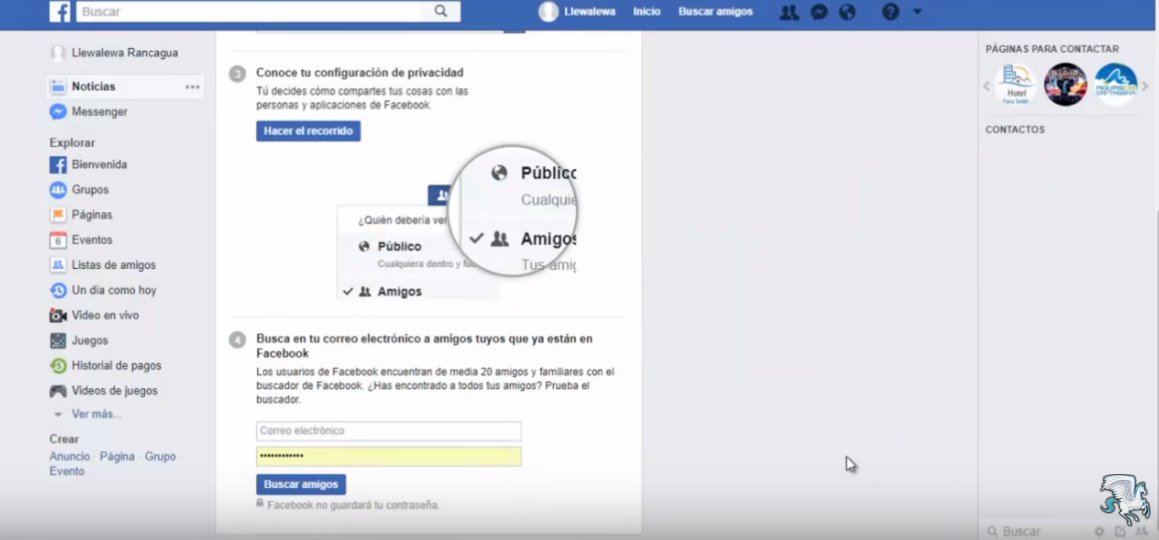 Buscar
Llewalewa Inicio Buscar amigos
Llewalewa Rancagua
Noticias
Messenger
Explorar
Bienvenida
Grupos
Páginas
6 Eventos
Listas de amigos
Un día como hoy
Video en vivo
Juegos
Historial de pagos
Videos de juegos
Ver más...
Crear
Anuncio · Página · Grupo ·
Evento
3 Conoce tu configuración de privacidad
Tú decides cómo compartes tus cosas con las
personas y aplicaciones de Facebook.
Hacer el recorrido
¿Quién debería ver
Público
Cualquiera dentro y fu
Amigos
Público
Cualquie
Amigos
Tus amig
4 Busca en tu correo electrónico a amigos tuyos que ya están en
Facebook
Los usuarios de Facebook encuentran de media 20 amigos y familiares con el
buscador de Facebook. ¿Has encontrado a todos tus amigos? Prueba el
buscador.
Correo electrónico
••••••••••••
Buscar amigos
Facebook no guardará tu contraseña.
PÁGINAS PARA CONTACTAR
Hotel
CONTACTOS
Buscar